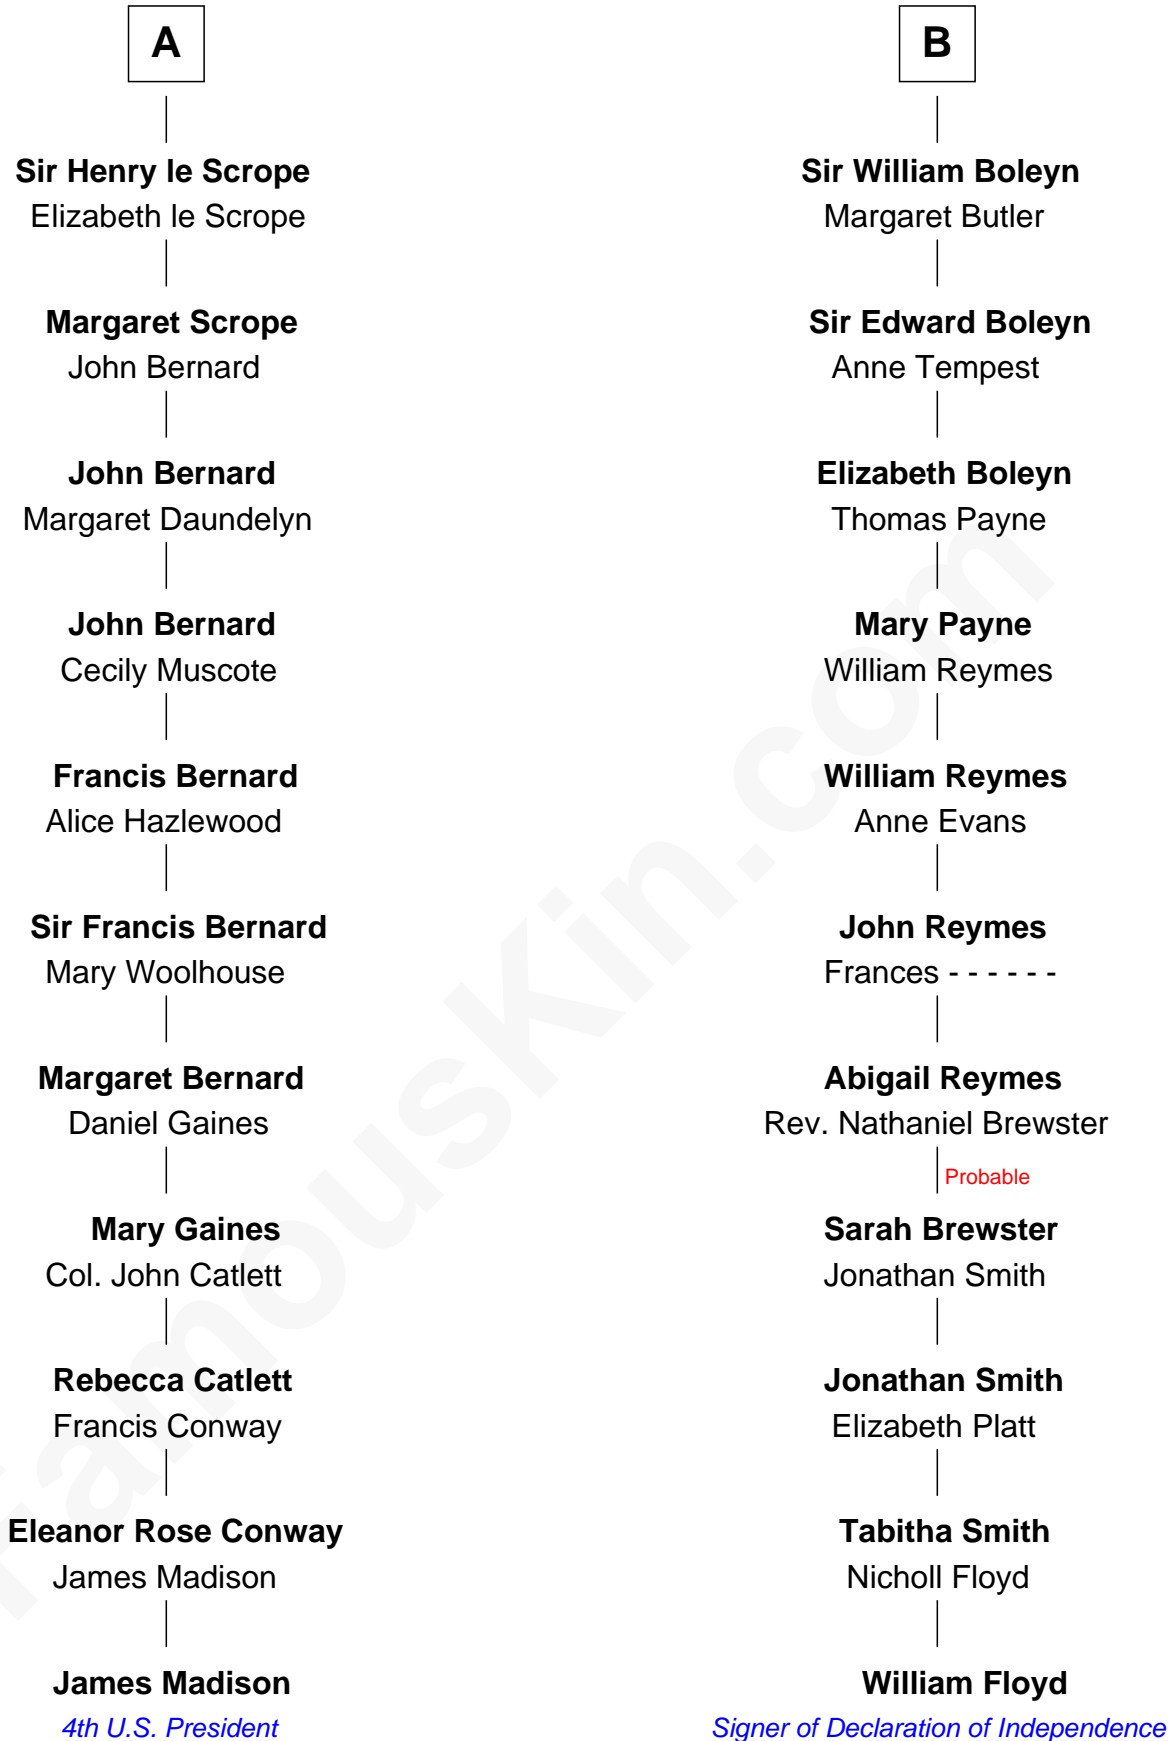 A
Sir Henry le Scrope
Elizabeth le Scrope
Margaret Scrope
John Bernard
John Bernard
Margaret Daundelyn
John Bernard
Cecily Muscote
Francis Bernard
Alice Hazlewood
Sir Francis Bernard
Mary Woolhouse
Margaret Bernard
Daniel Gaines
Mary Gaines
Col. John Catlett
Rebecca Catlett
Francis Conway
Eleanor Rose Conway
James Madison
James Madison
4th U.S. President
B
Sir William Boleyn
Margaret Butler
Sir Edward Boleyn
Anne Tempest
Elizabeth Boleyn
Thomas Payne
Mary Payne
William Reymes
William Reymes
Anne Evans
John Reymes
Frances - - - - - -
Abigail Reymes
Rev. Nathaniel Brewster
Probable
Sarah Brewster
Jonathan Smith
Jonathan Smith
Elizabeth Platt
Tabitha Smith
Nicholl Floyd
William Floyd
Signer of Declaration of Independence
FamousKin.com